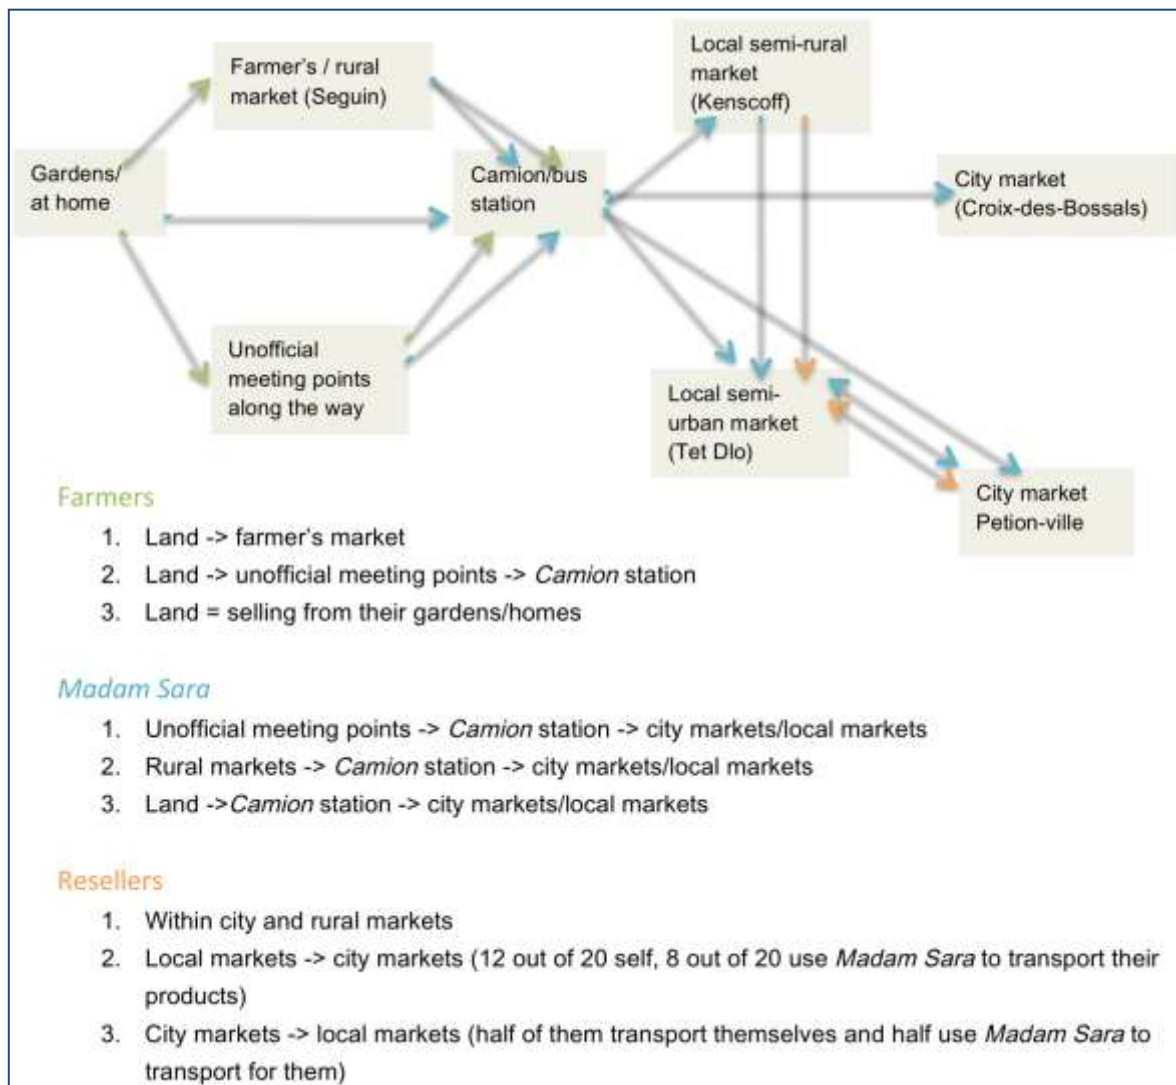 Farmer's / rural
market (Seguin)
Local semi-rural
market
(Kenscoff)
Gardens/
at home
Camion/bus
station
City market
(Croix-des-Bossals)
Unofficial
meeting points
along the way
Local semi-
urban market
(Tet Dlo)
City market
Petion-ville
Farmers
1. Land -> farmer's market
2. Land -> unofficial meeting points -> Camion station
3. Land = selling from their gardens/homes
Madam Sara
1. Unofficial meeting points -> Camion station -> city markets/local markets
2. Rural markets -> Camion station -> city markets/local markets
3. Land ->Camion station -> city markets/local markets
Resellers
1. Within city and rural markets
2. Local markets -> city markets (12 out of 20 self, 8 out of 20 use Madam Sara to transport their
products)
3. City markets -> local markets (half of them transport themselves and half use Madam Sara to
transport for them)